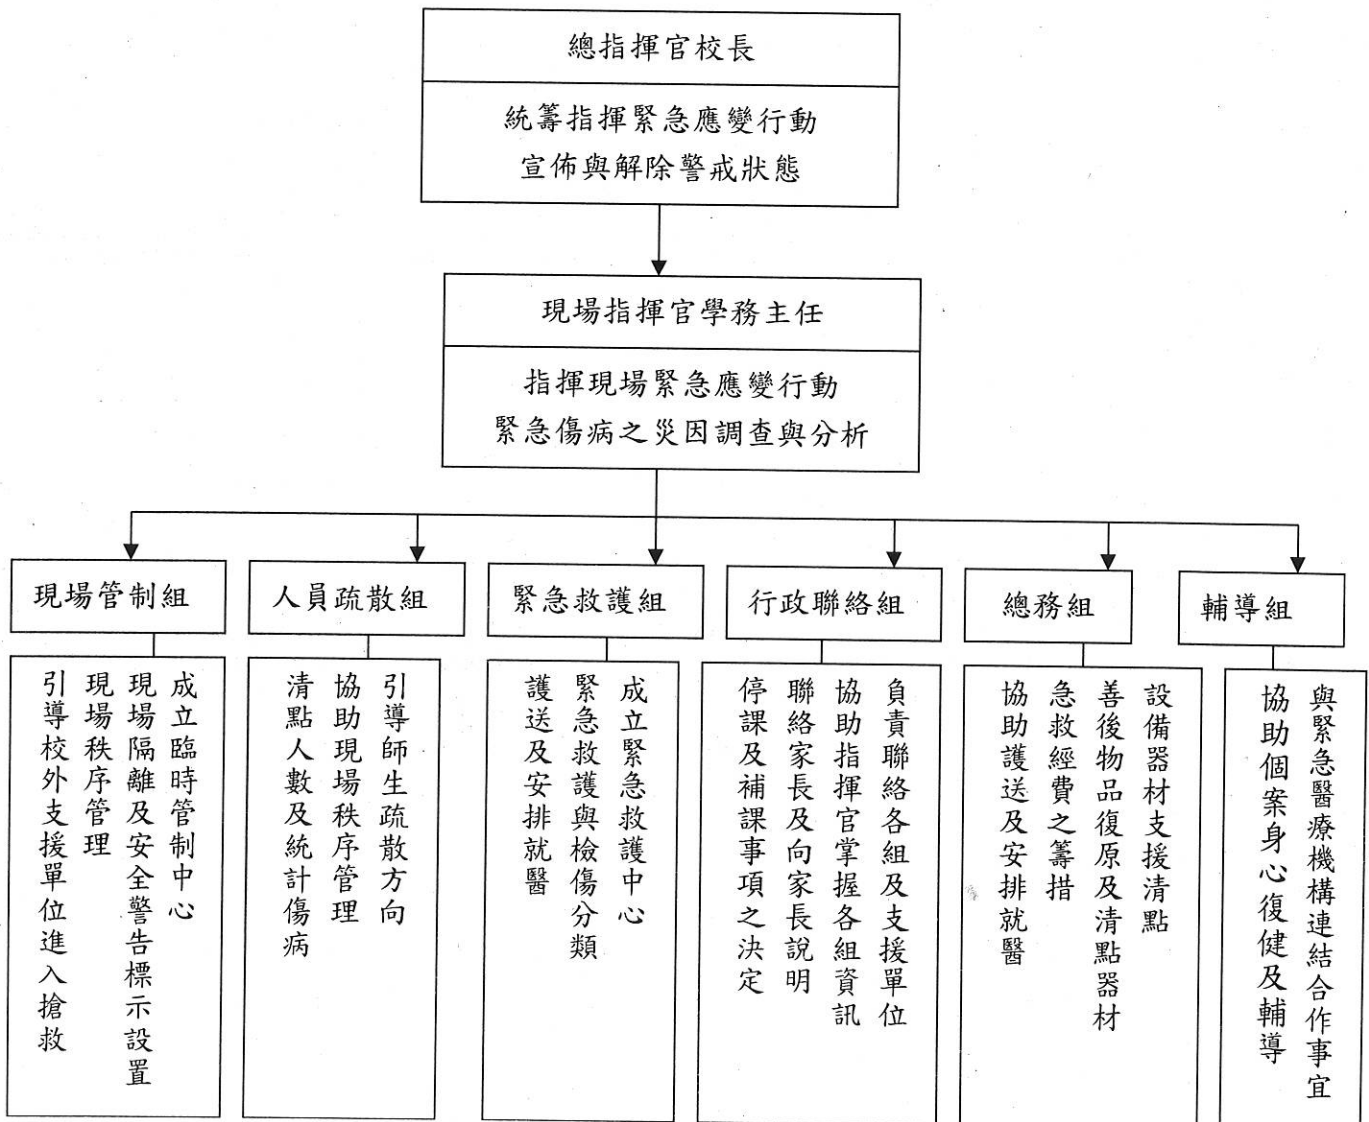 總指揮官校長
統籌指揮緊急應變行動
宣佈與解除警戒狀態
現場指揮官學務主任
指揮現場緊急應變行動
緊急傷病之災因調查與分析
現場管制組
人員疏散組
緊急救護組
行政聯絡組
總務組
輔導組
成立臨時管制中心
現場隔離及安全警告標示設置
現場秩序管理
引導校外支援單位進入搶救
引導師生疏散方向
協助現場秩序管理
清點人數及統計傷病
成立緊急救護中心
緊急救護與檢傷分類
護送及安排就醫
負責聯絡各組及支援單位
協助指揮官掌握各組資訊
聯絡家長及向家長說明
停課及補課事項之決定
設備器材支援清點
善後物品復原及清點器材
急救經費之籌措
協助護送及安排就醫
與緊急醫療機構連結合作事宜
協助個案身心復健及輔導